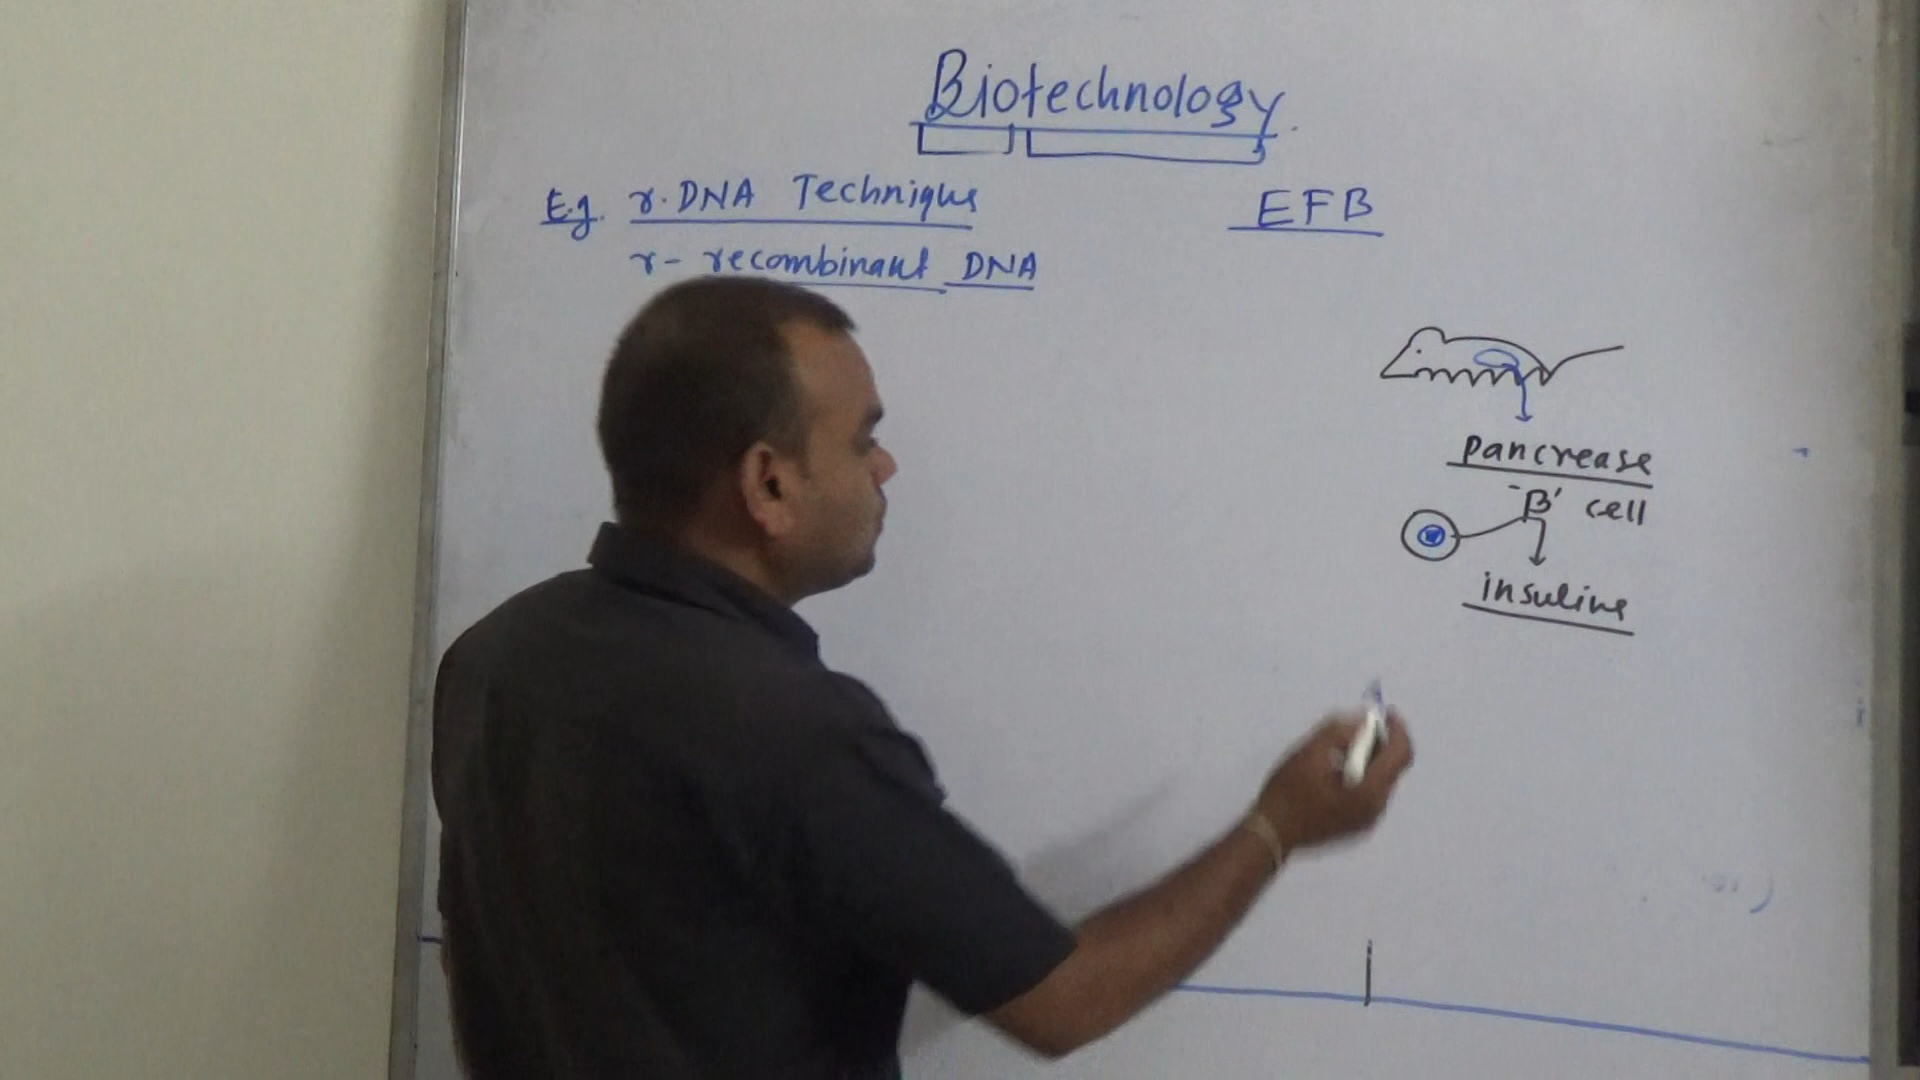 Biotechnology
E.g. r.DNA Technique
EFB
r- recombinant DNA
pancrease
'β' cell
insuline